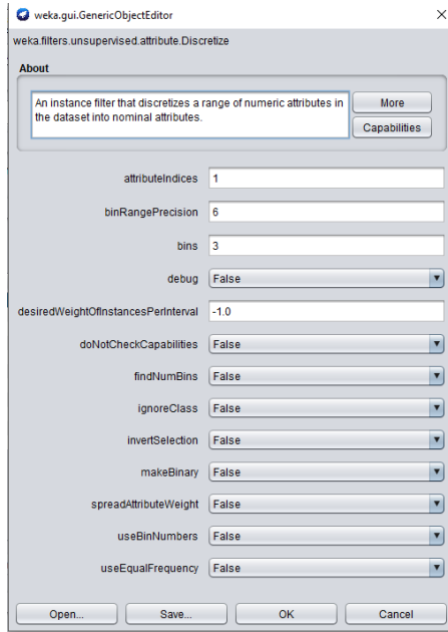 weka.gui.GenericObjectEditor
weka.filters.unsupervised.attribute.Discretize
About
An instance filter that discretizes a range of numeric attributes in
the dataset into nominal attributes.
More
Capabilities
attributeIndices 1
binRangePrecision 6
bins 3
debug False
desiredWeightOfInstancesPerInterval -1.0
doNotCheckCapabilities False
findNumBins False
ignoreClass False
invertSelection False
makeBinary False
spreadAttributeWeight False
useBinNumbers False
useEqualFrequency False
Open... Save... OK Cancel